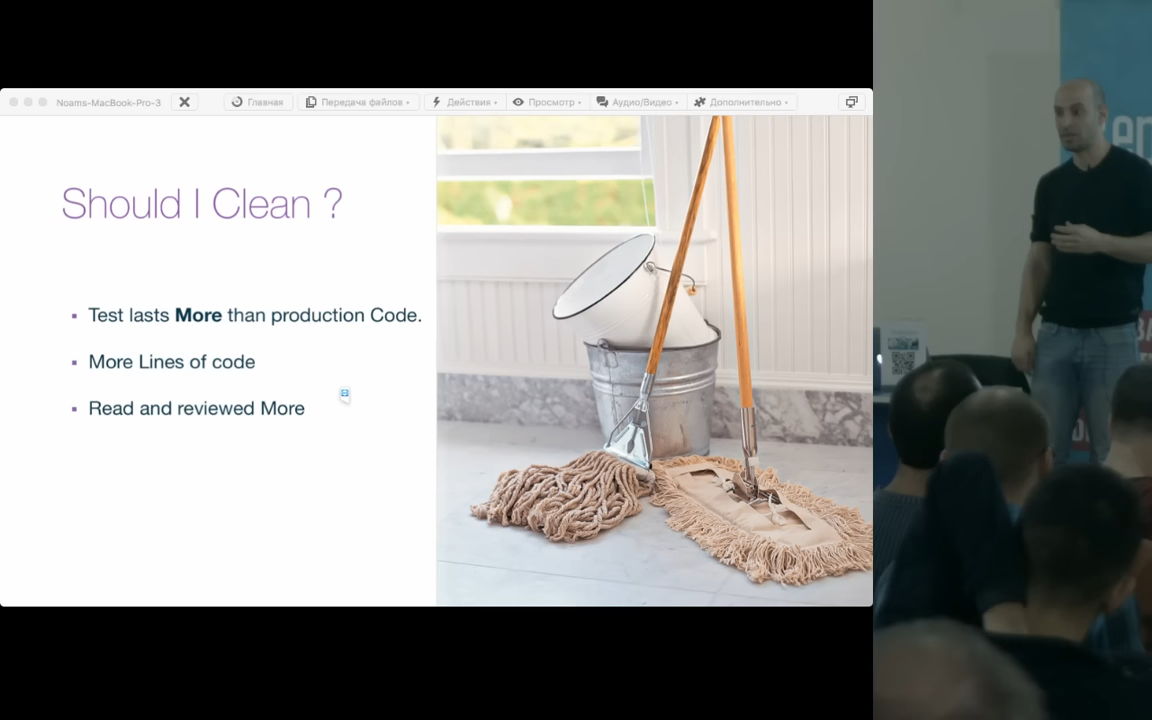 Noams-MacBook-Pro-3
Главная
Передача файлов
Действия
Просмотр
Аудио/Видео
Дополнительно
Should I Clean ?
Test lasts More than production Code.
More Lines of code
Read and reviewed More